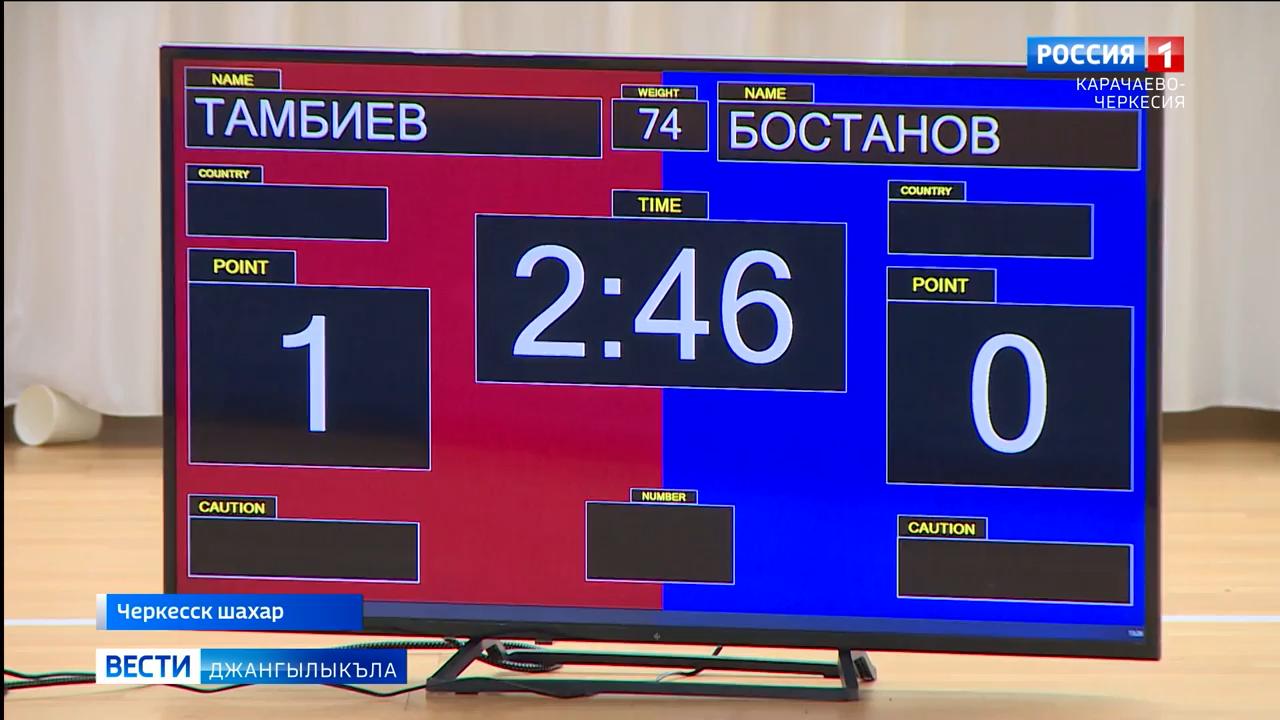 РОССИЯ 1
КАРАЧАЕВО-
ЧЕРКЕСИЯ
NAME
ТАМБИЕВ
WEIGHT
74
NAME
БОСТАНОВ
COUNTRY
TIME
2:46
COUNTRY
POINT
1
POINT
0
CAUTION
NUMBER
CAUTION
Черкесск шахар
ВЕСТИ ДЖАНГЫЛЫКЪЛА